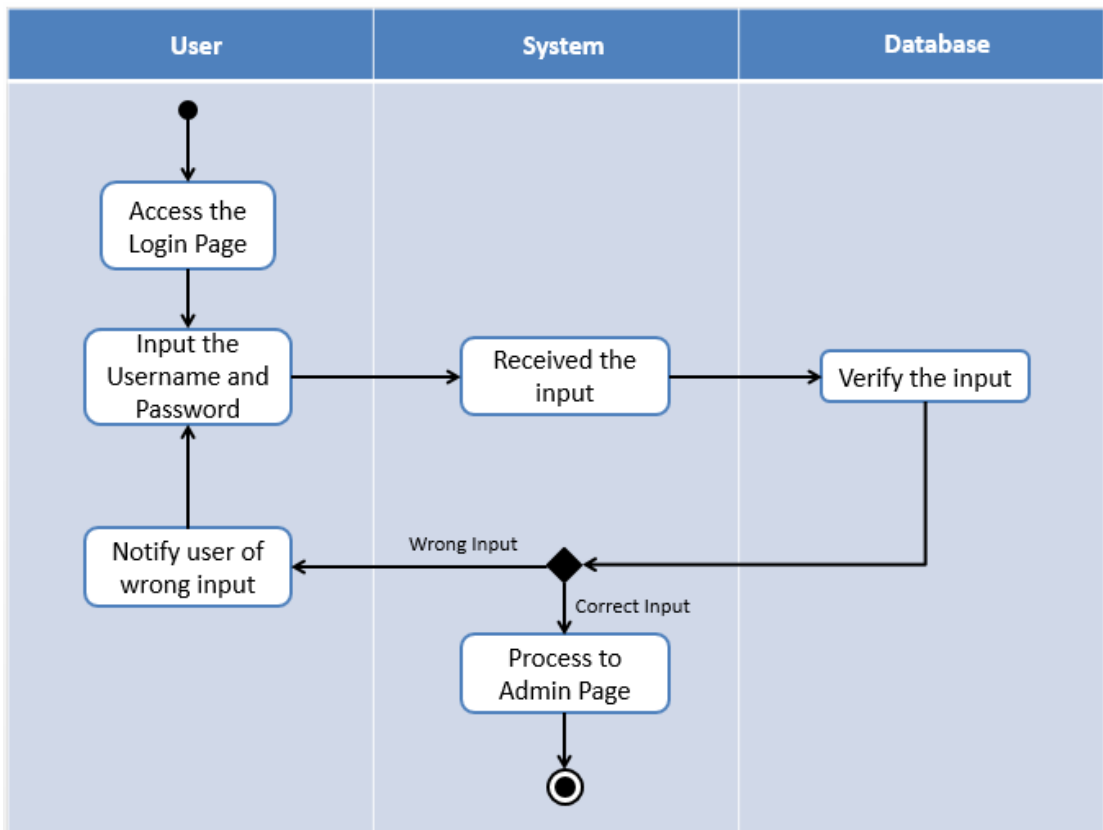 User
System
Database
Access the
Login Page
Input the
Username and
Password
Received the
input
Verify the input
Notify user of
wrong input
Wrong Input
Correct Input
Process to
Admin Page